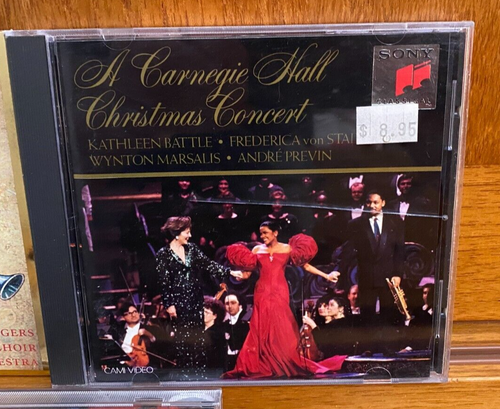 A Carnegie Hall
Christmas Concert
KATHLEEN BATTLE • FREDERICA von STA
WYNTON MARSALIS • ANDRÉ PREVIN
SONY
$ 8.95
CAMI VIDEO
GERS
HOIR
ESTRA